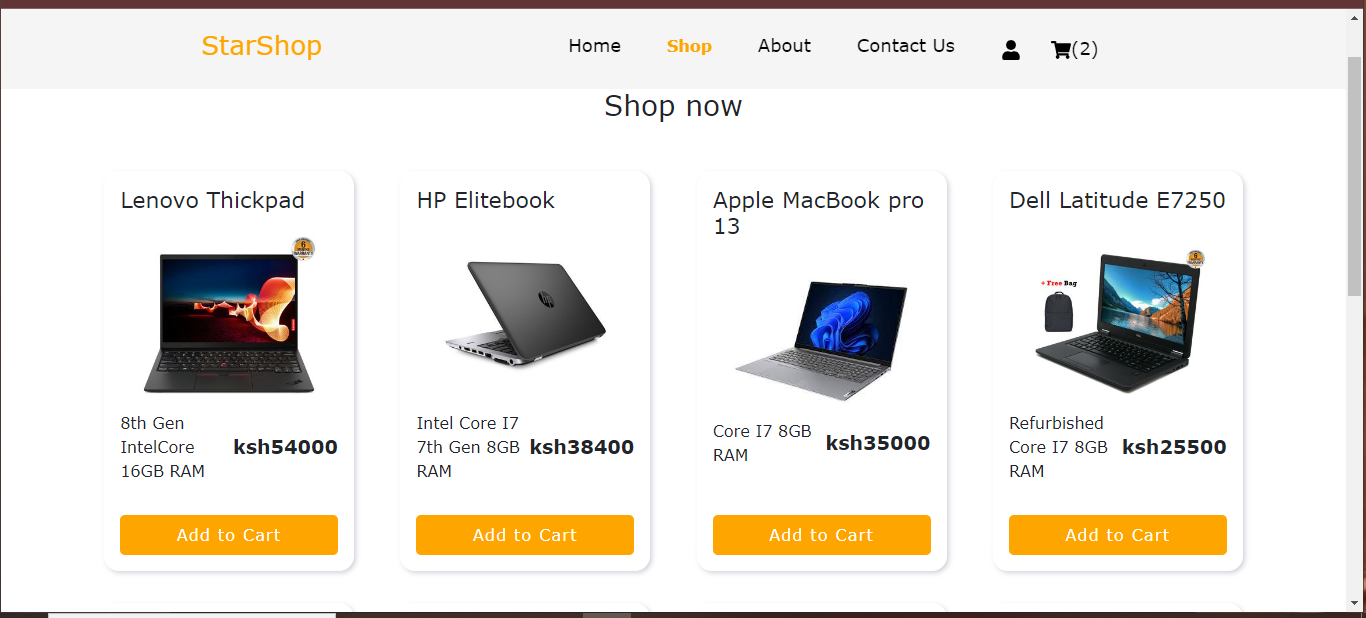 StarShop
Home
Shop
About
Contact Us
(2)
Shop now
Lenovo Thickpad
8th Gen
IntelCore
16GB RAM
ksh54000
Add to Cart
HP Elitebook
Intel Core I7
7th Gen 8GB
RAM
ksh38400
Add to Cart
Apple MacBook pro
13
Core I7 8GB
RAM
ksh35000
Add to Cart
Dell Latitude E7250
+ Free Bag
Refurbished
Core I7 8GB
RAM
ksh25500
Add to Cart